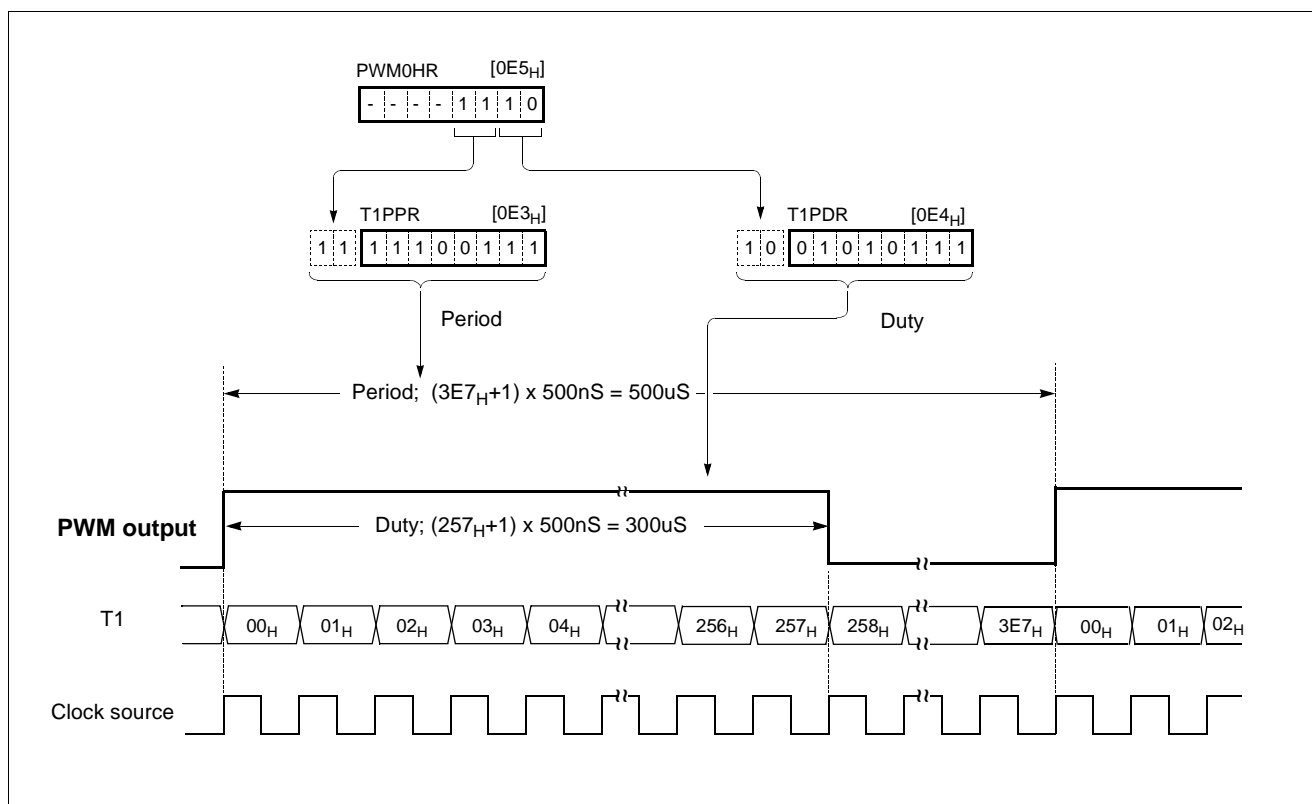 PWM0HR [0E5H]
- - - - 1 1 1 0
T1PPR [0E3H]
1 1 1 1 1 0 0 1 1 1
T1PDR [0E4H]
1 0 0 1 0 1 0 1 1 1
Period
Duty
Period; (3E7H+1) x 500nS = 500uS
PWM output
Duty; (257H+1) x 500nS = 300uS
T1
00H 01H 02H 03H 04H 256H 257H 258H 3E7H 00H 01H 02H
Clock source